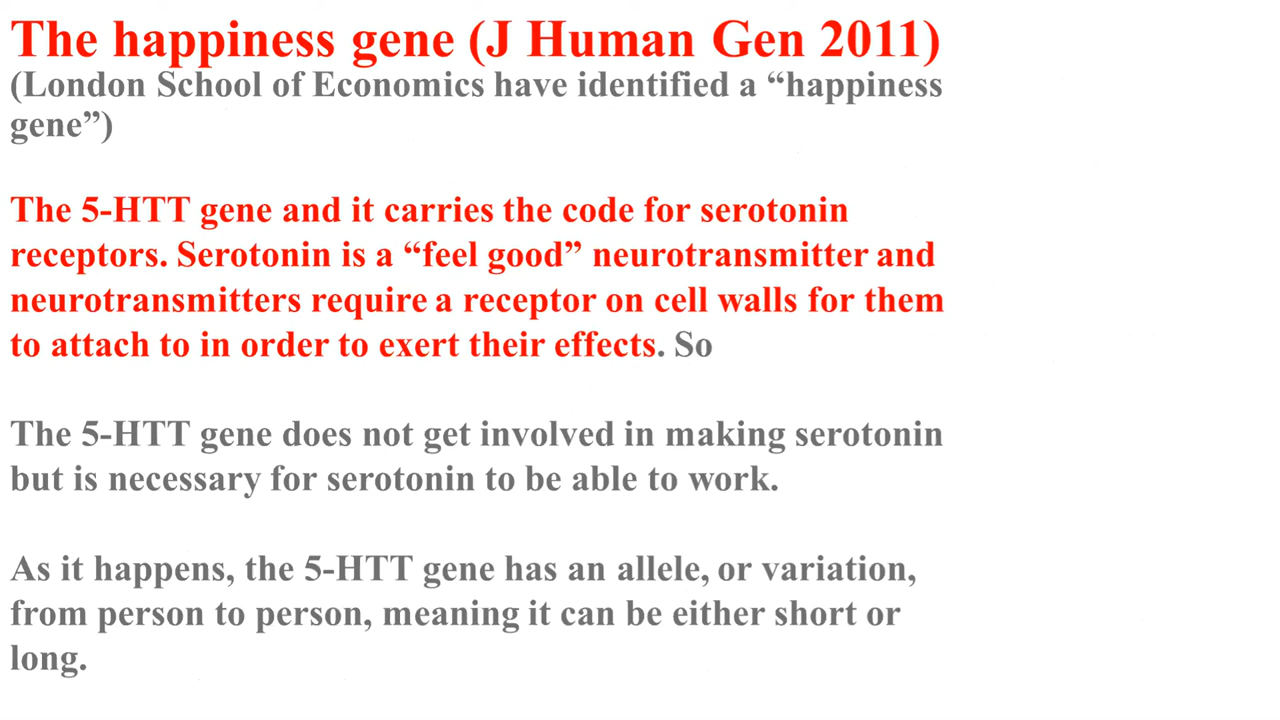 The happiness gene (J Human Gen 2011)
(London School of Economics have identified a “happiness
gene”)
The 5-HTT gene and it carries the code for serotonin
receptors. Serotonin is a “feel good” neurotransmitter and
neurotransmitters require a receptor on cell walls for them
to attach to in order to exert their effects. So
The 5-HTT gene does not get involved in making serotonin
but is necessary for serotonin to be able to work.
As it happens, the 5-HTT gene has an allele, or variation,
from person to person, meaning it can be either short or
long.